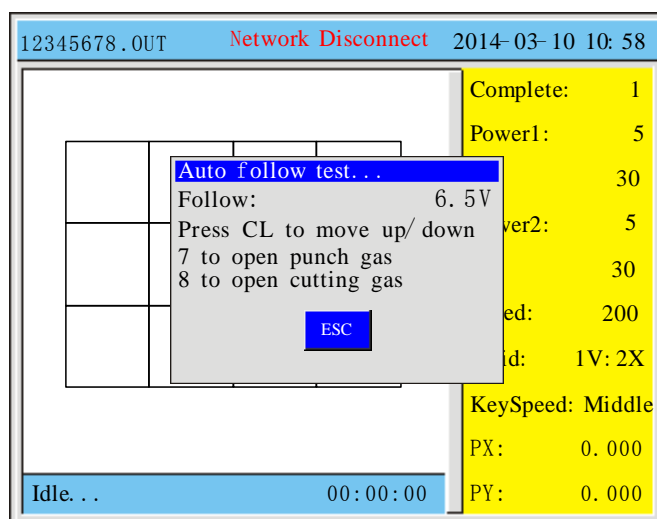 12345678.OUT Network Disconnect 2014-03-10 10:58
Complete: 1
Power1: 5
30
ver2: 5
30
ed: 200
id: 1V:2X
KeySpeed: Middle
PX: 0.000
PY: 0.000
Auto follow test...
Follow: 6.5V
Press CL to move up/down
7 to open punch gas
8 to open cutting gas
ESC
Idle... 00:00:00